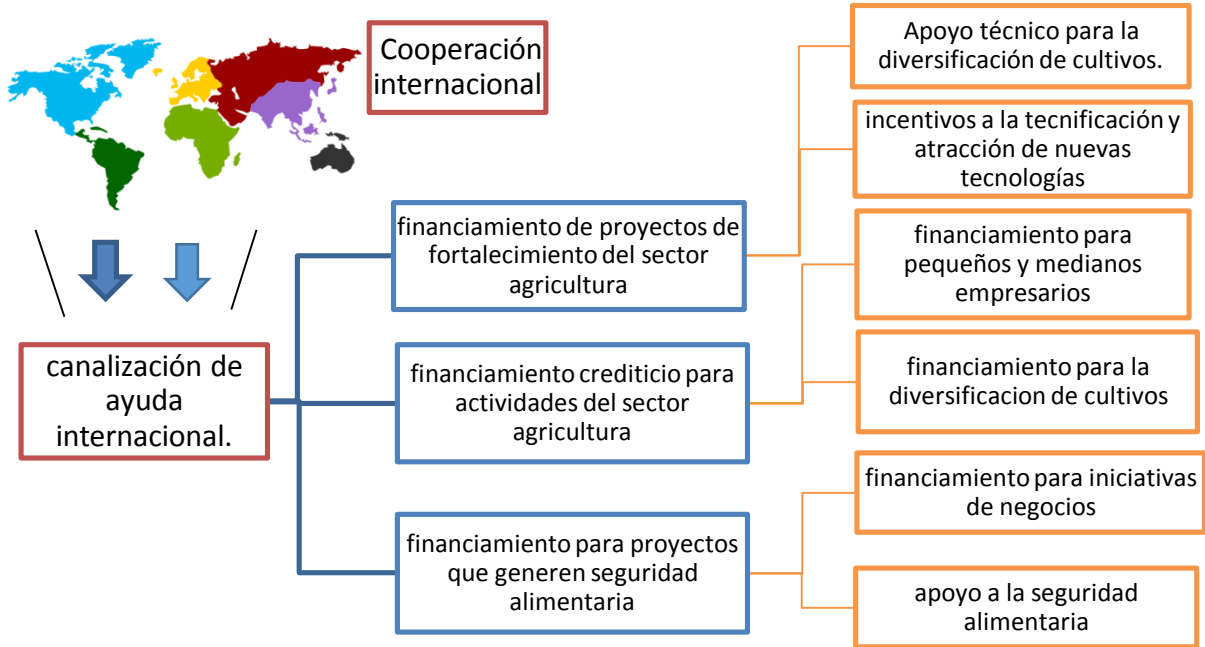 Cooperación
internacional
Apoyo técnico para la
diversificación de cultivos.
incentivos a la tecnificación y
atracción de nuevas
tecnologías
financiamiento de proyectos de
fortalecimiento del sector
agricultura
financiamiento para
pequeños y medianos
empresarios
canalización de
ayuda
internacional.
financiamiento crediticio para
actividades del sector
agricultura
financiamiento para la
diversificacion de cultivos
financiamiento para iniciativas
de negocios
financiamiento para proyectos
que generen seguridad
alimentaria
apoyo a la seguridad
alimentaria